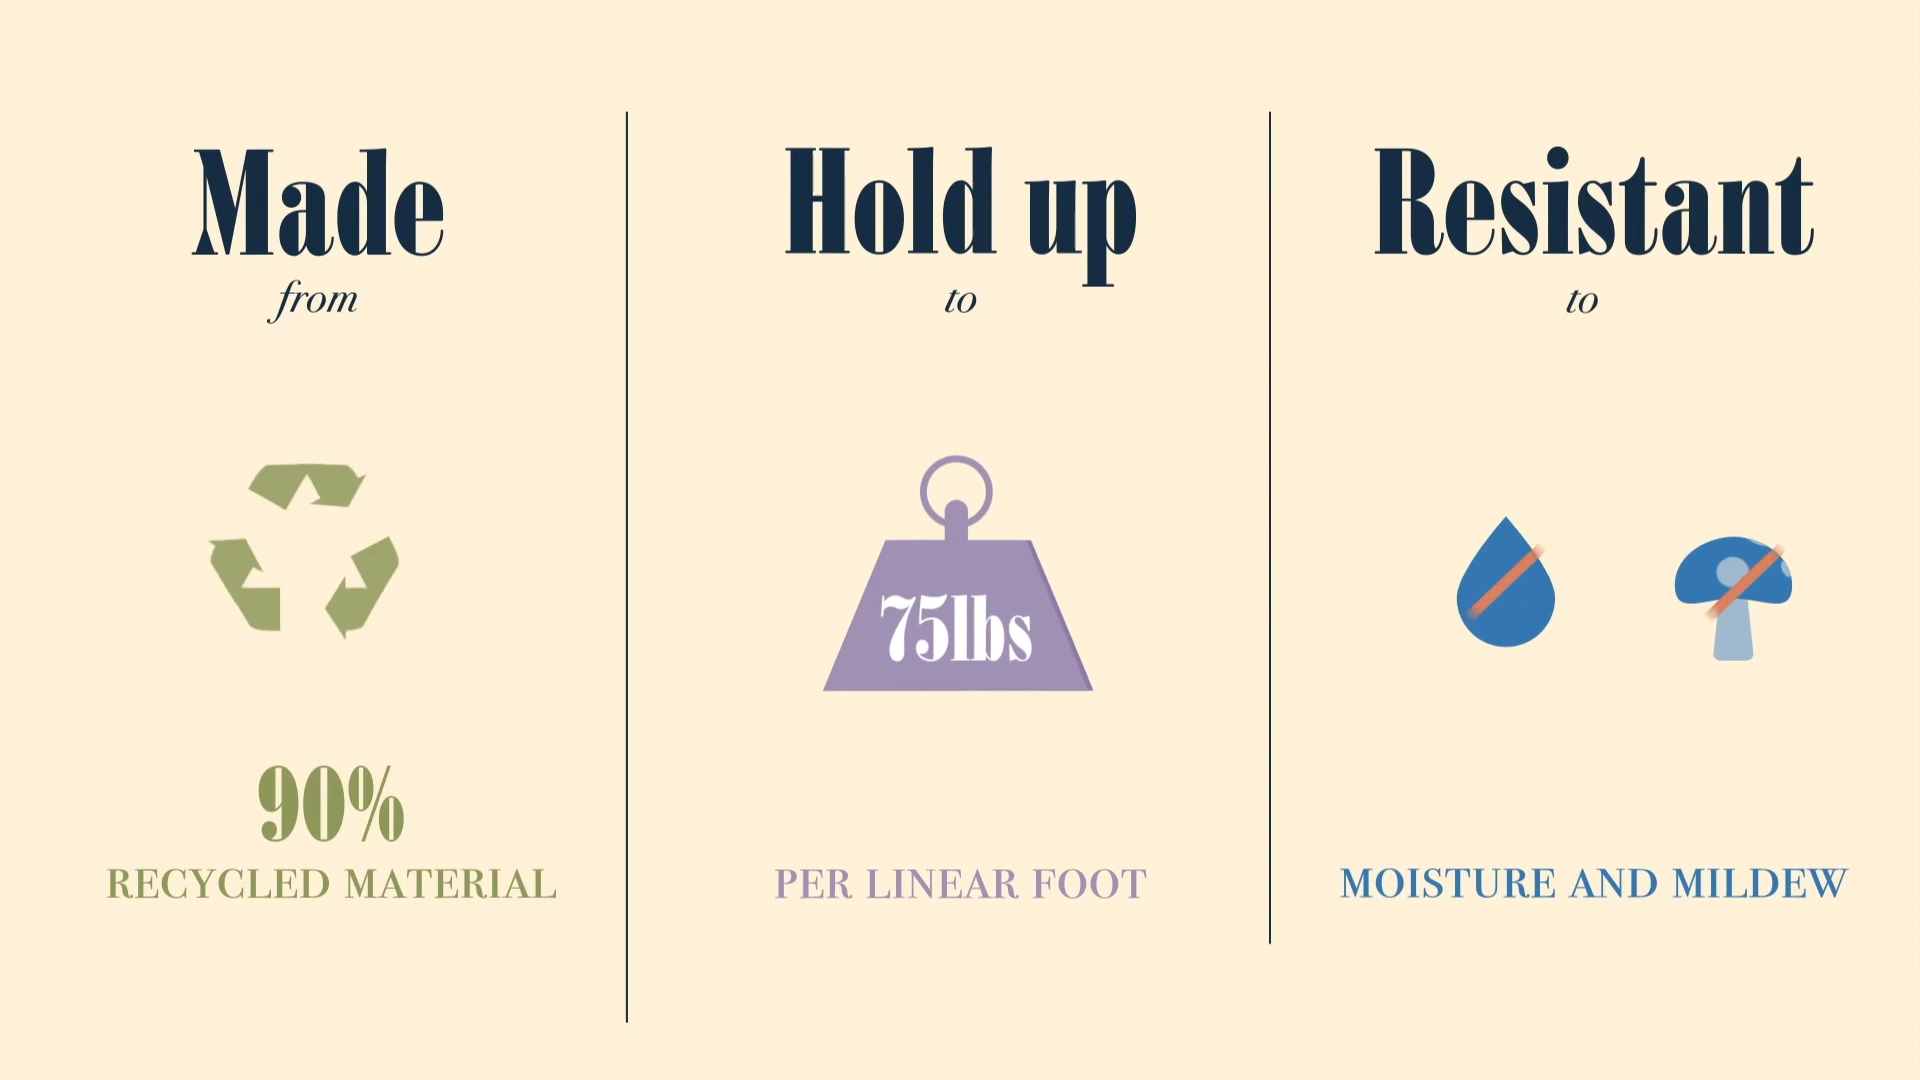 Made
from
90%
RECYCLED MATERIAL
Hold up
to
75lbs
PER LINEAR FOOT
Resistant
to
MOISTURE AND MILDEW